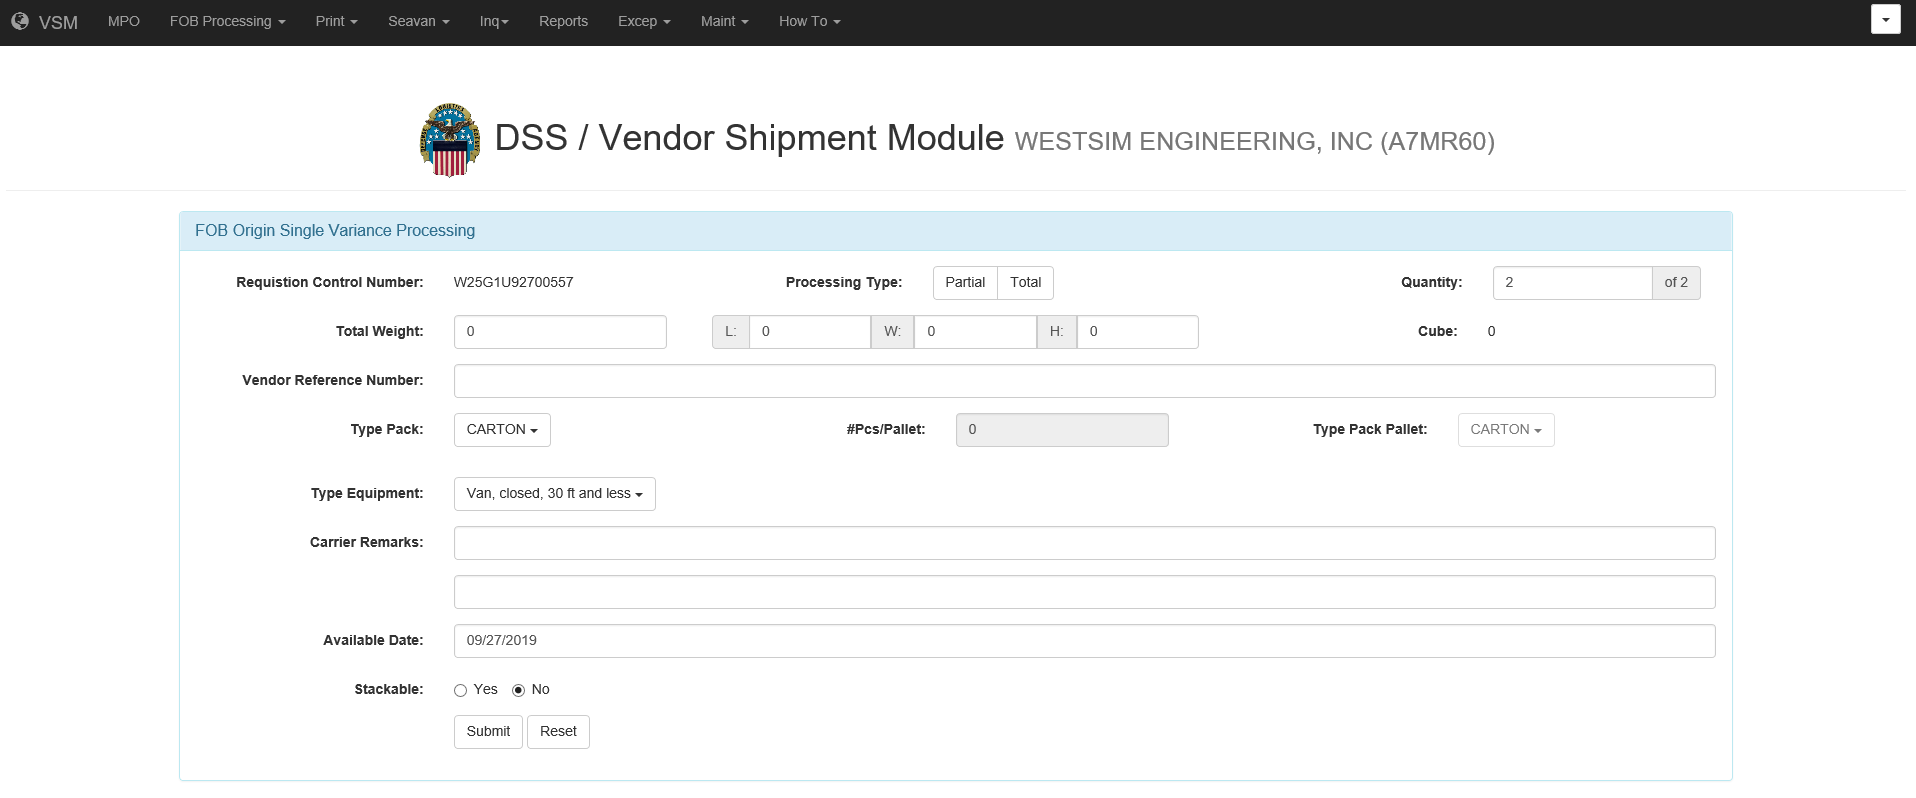 VSM MPO FOB Processing Print Seavan Inq Reports Excep Maint How To
DSS / Vendor Shipment Module WESTSIM ENGINEERING, INC (A7MR60)
FOB Origin Single Variance Processing
Requistion Control Number: W25G1U92700557 Processing Type: Partial Total Quantity: 2 of 2
Total Weight: 0 L: 0 W: 0 H: 0 Cube: 0
Vendor Reference Number:
Type Pack: CARTON #Pcs/Pallet: 0 Type Pack Pallet: CARTON
Type Equipment: Van, closed, 30 ft and less
Carrier Remarks:
Available Date: 09/27/2019
Stackable: Yes No
Submit Reset